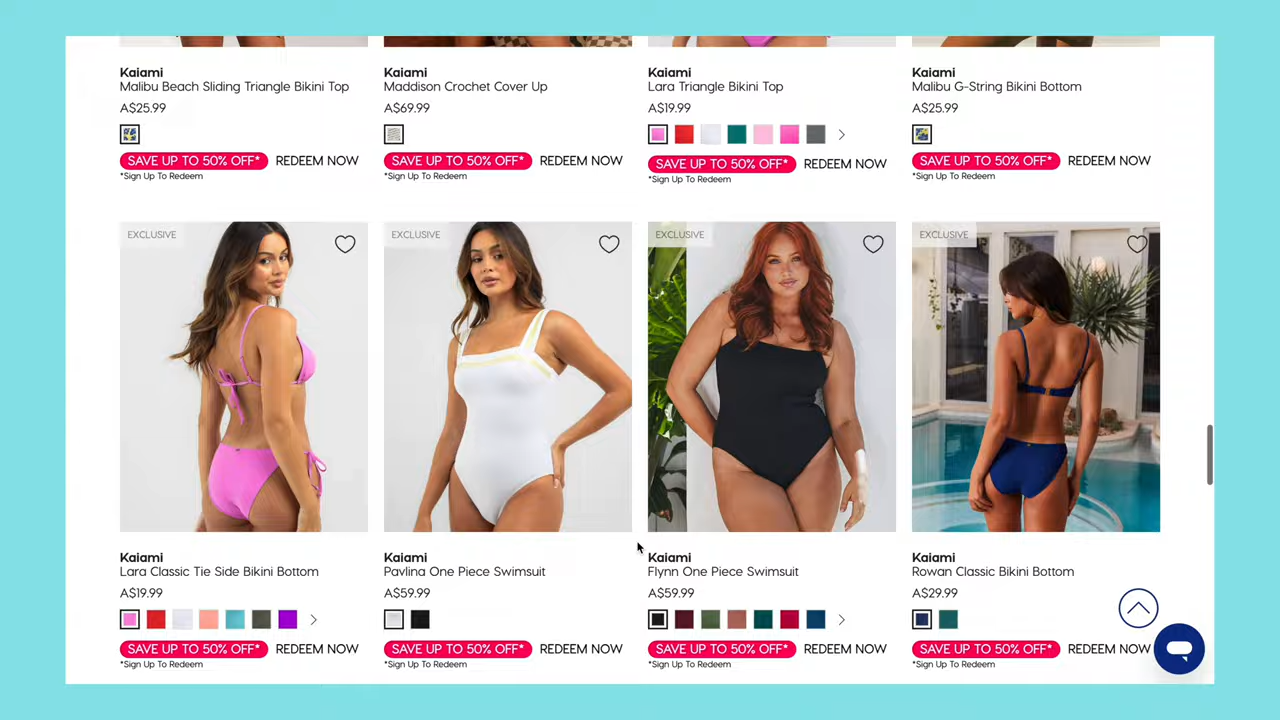 Kaiami
Malibu Beach Sliding Triangle Bikini Top
A$25.99
SAVE UP TO 50% OFF* REDEEM NOW
*Sign Up To Redeem
Kaiami
Maddison Crochet Cover Up
A$69.99
SAVE UP TO 50% OFF* REDEEM NOW
*Sign Up To Redeem
Kaiami
Lara Triangle Bikini Top
A$19.99
SAVE UP TO 50% OFF* REDEEM NOW
*Sign Up To Redeem
Kaiami
Malibu G-String Bikini Bottom
A$25.99
SAVE UP TO 50% OFF* REDEEM NOW
*Sign Up To Redeem
EXCLUSIVE
Kaiami
Lara Classic Tie Side Bikini Bottom
A$19.99
SAVE UP TO 50% OFF* REDEEM NOW
*Sign Up To Redeem
EXCLUSIVE
Kaiami
Pavlina One Piece Swimsuit
A$59.99
SAVE UP TO 50% OFF* REDEEM NOW
*Sign Up To Redeem
EXCLUSIVE
Kaiami
Flynn One Piece Swimsuit
A$59.99
SAVE UP TO 50% OFF* REDEEM NOW
*Sign Up To Redeem
EXCLUSIVE
Kaiami
Rowan Classic Bikini Bottom
A$29.99
SAVE UP TO 50% OFF* REDEEM NOW
*Sign Up To Redeem